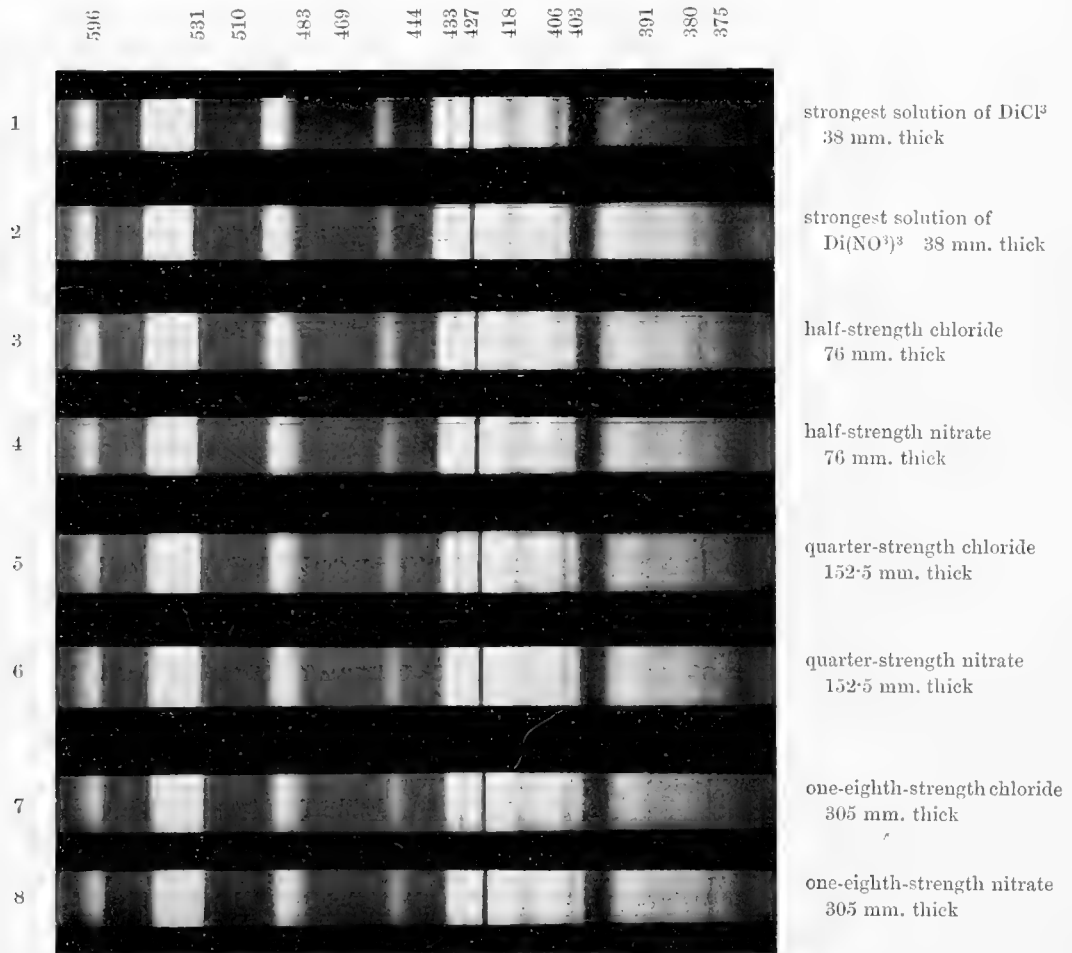 596 531 510 483 469 444 433 427 418 406 403 391 380 375
1
strongest solution of DiCl³
38 mm. thick
2
strongest solution of
Di(NO³)³ 38 mm. thick
3
half-strength chloride
76 mm. thick
4
half-strength nitrate
76 mm. thick
5
quarter-strength chloride
152·5 mm. thick
6
quarter-strength nitrate
152·5 mm. thick
7
one-eighth-strength chloride
305 mm. thick
8
one-eighth-strength nitrate
305 mm. thick